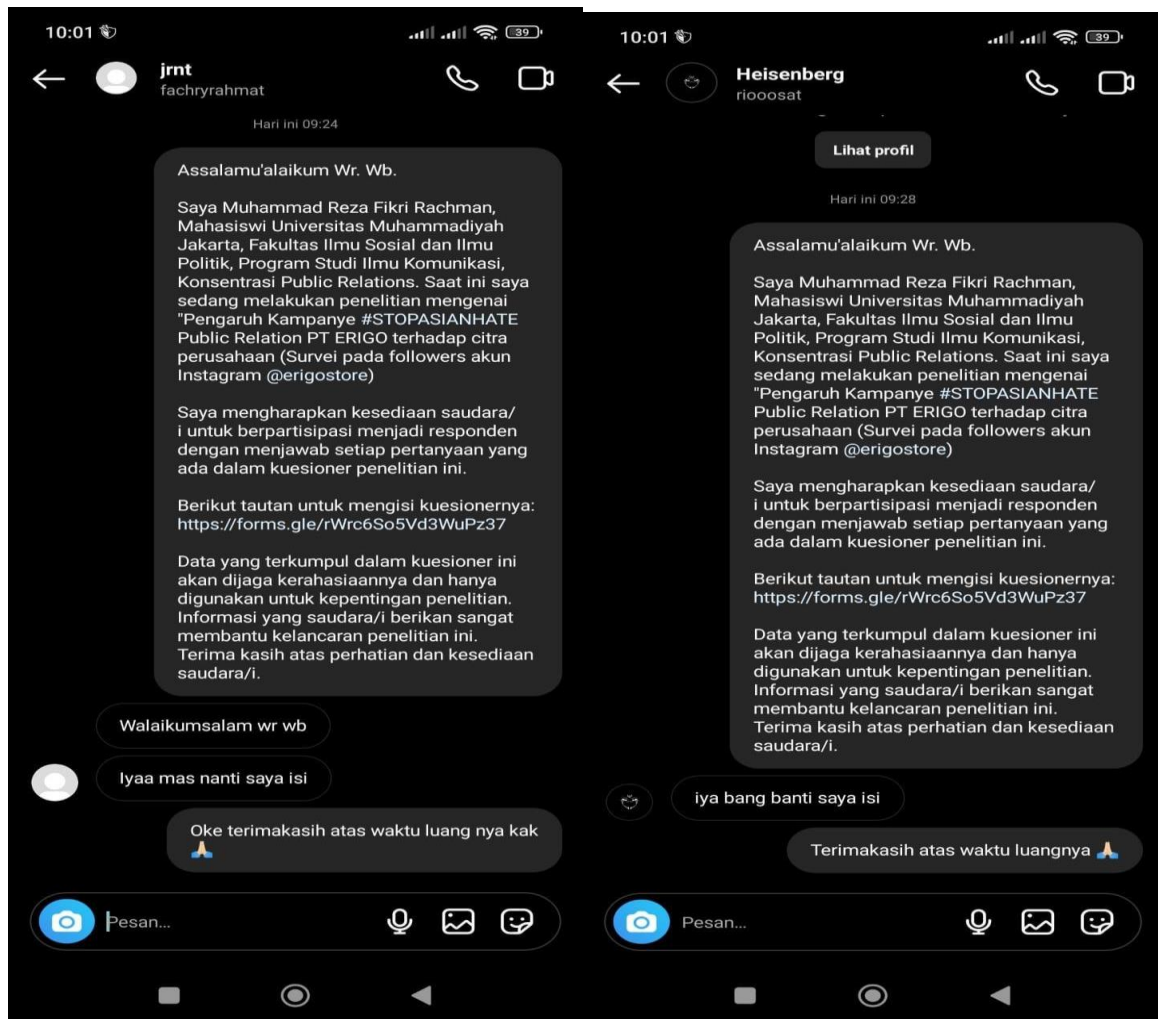 10:01
39
jrnt
fachryrahmat
Hari ini 09:24
Assalamu'alaikum Wr. Wb.
Saya Muhammad Reza Fikri Rachman,
Mahasiswi Universitas Muhammadiyah
Jakarta, Fakultas Ilmu Sosial dan Ilmu
Politik, Program Studi Ilmu Komunikasi,
Konsentrasi Public Relations. Saat ini saya
sedang melakukan penelitian mengenai
"Pengaruh Kampanye #STOPASIANHATE
Public Relation PT ERIGO terhadap citra
perusahaan (Survei pada followers akun
Instagram @erigostore)
Saya mengharapkan kesediaan saudara/
i untuk berpartisipasi menjadi responden
dengan menjawab setiap pertanyaan yang
ada dalam kuesioner penelitian ini.
Berikut tautan untuk mengisi kuesionernya:
https://forms.gle/rWrc6So5Vd3WuPz37
Data yang terkumpul dalam kuesioner ini
akan dijaga kerahasiaannya dan hanya
digunakan untuk kepentingan penelitian.
Informasi yang saudara/i berikan sangat
membantu kelancaran penelitian ini.
Terima kasih atas perhatian dan kesediaan
saudara/i.
Walaikumsalam wr wb
Iyaa mas nanti saya isi
Oke terimakasih atas waktu luang nya kak
🙏🏻
Pesan...
10:01
39
Heisenberg
riooosat
Lihat profil
Hari ini 09:28
Assalamu'alaikum Wr. Wb.
Saya Muhammad Reza Fikri Rachman,
Mahasiswi Universitas Muhammadiyah
Jakarta, Fakultas Ilmu Sosial dan Ilmu
Politik, Program Studi Ilmu Komunikasi,
Konsentrasi Public Relations. Saat ini saya
sedang melakukan penelitian mengenai
"Pengaruh Kampanye #STOPASIANHATE
Public Relation PT ERIGO terhadap citra
perusahaan (Survei pada followers akun
Instagram @erigostore)
Saya mengharapkan kesediaan saudara/
i untuk berpartisipasi menjadi responden
dengan menjawab setiap pertanyaan yang
ada dalam kuesioner penelitian ini.
Berikut tautan untuk mengisi kuesionernya:
https://forms.gle/rWrc6So5Vd3WuPz37
Data yang terkumpul dalam kuesioner ini
akan dijaga kerahasiaannya dan hanya
digunakan untuk kepentingan penelitian.
Informasi yang saudara/i berikan sangat
membantu kelancaran penelitian ini.
Terima kasih atas perhatian dan kesediaan
saudara/i.
iya bang banti saya isi
Terimakasih atas waktu luangnya 🙏🏻
Pesan...